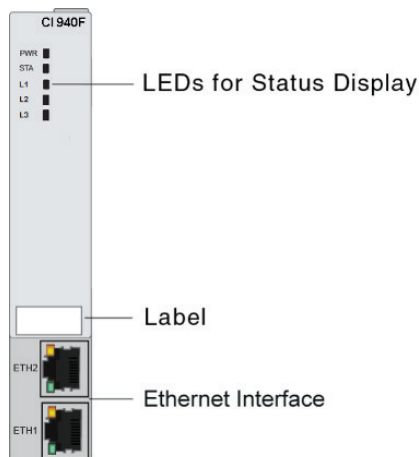 CI 940F
PWR
STA
L1
L2
L3
LEDs for Status Display
Label
ETH2
Ethernet Interface
ETH1